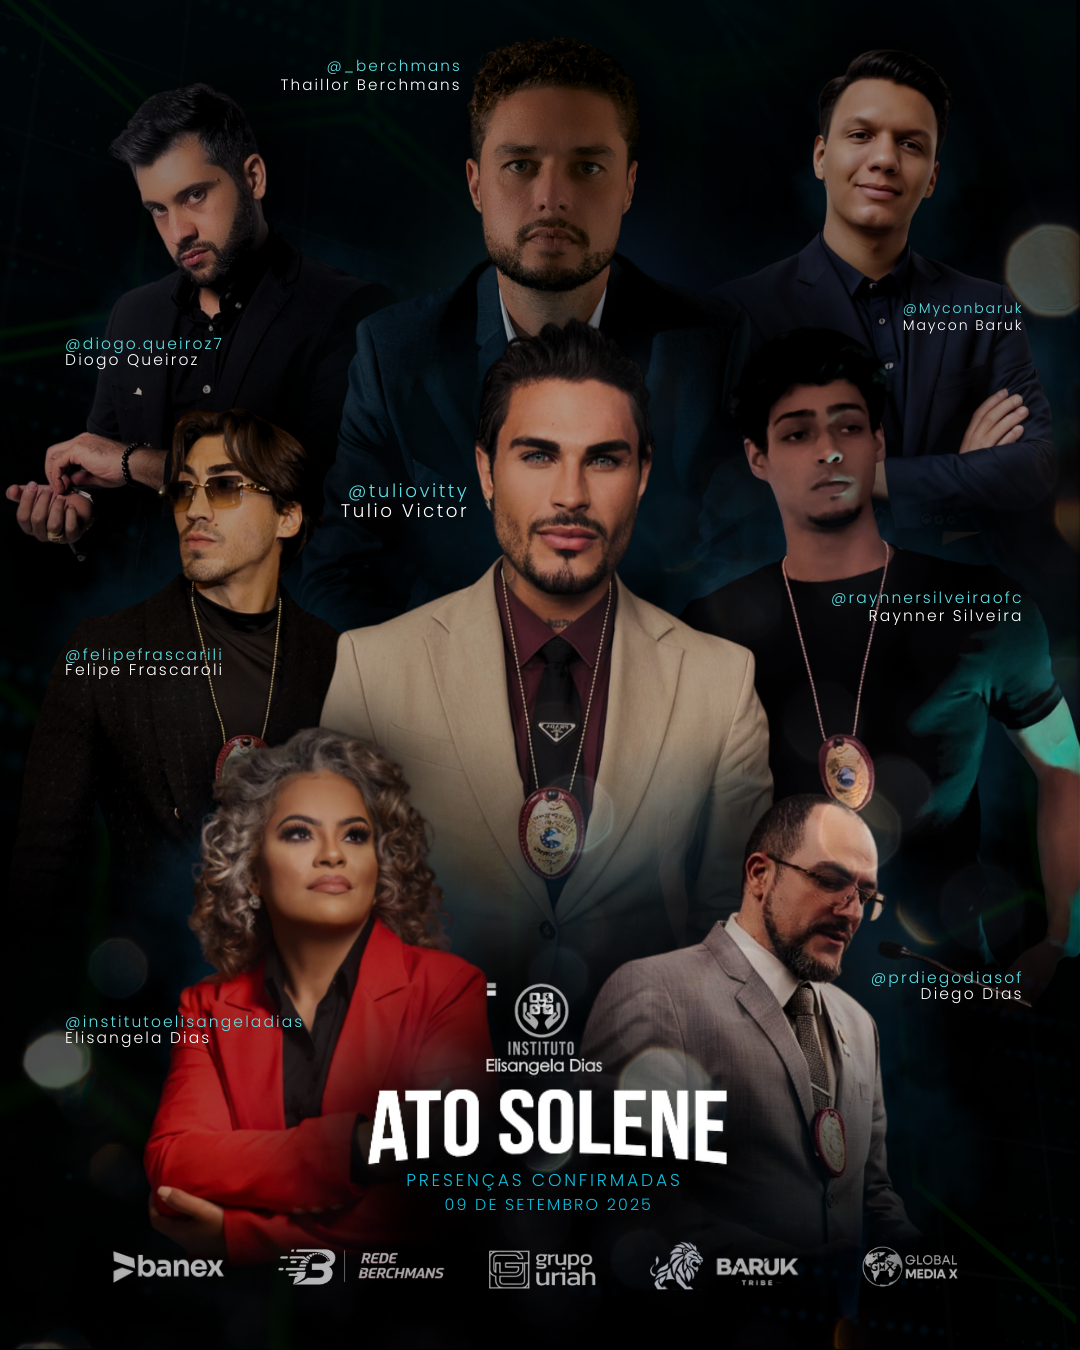 @_berchmans
Thaillor Berchmans
@Myconbaruk
Maycon Baruk
@diogo.queiroz7
Diogo Queiroz
@tuliovitty
Tulio Victor
@raynnersilveiraofc
Raynner Silveira
@felipefrascarili
Felipe Frascaroli
@prdiegodiasof
Diego Dias
@institutoelisangeladias
Elisangela Dias
INSTITUTO
Elisangela Dias
ATO SOLENE
PRESENÇAS CONFIRMADAS
09 DE SETEMBRO 2025
banex
B REDE
BERCHMANS
grupo
uriah
BARUK
TRIBE
GMX GLOBAL
MEDIA X